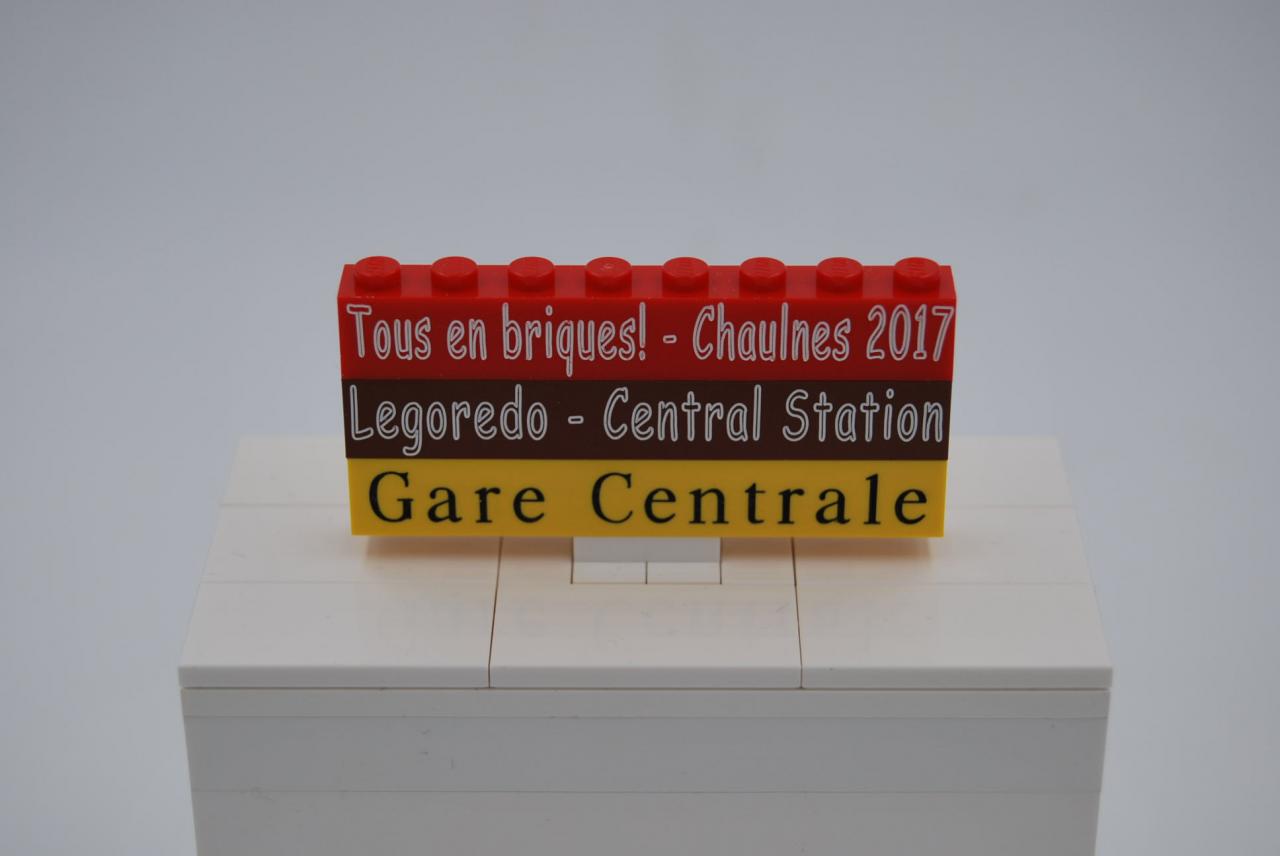 Tous en briques! - Chaulnes 2017
Legoredo - Central Station
Gare Centrale